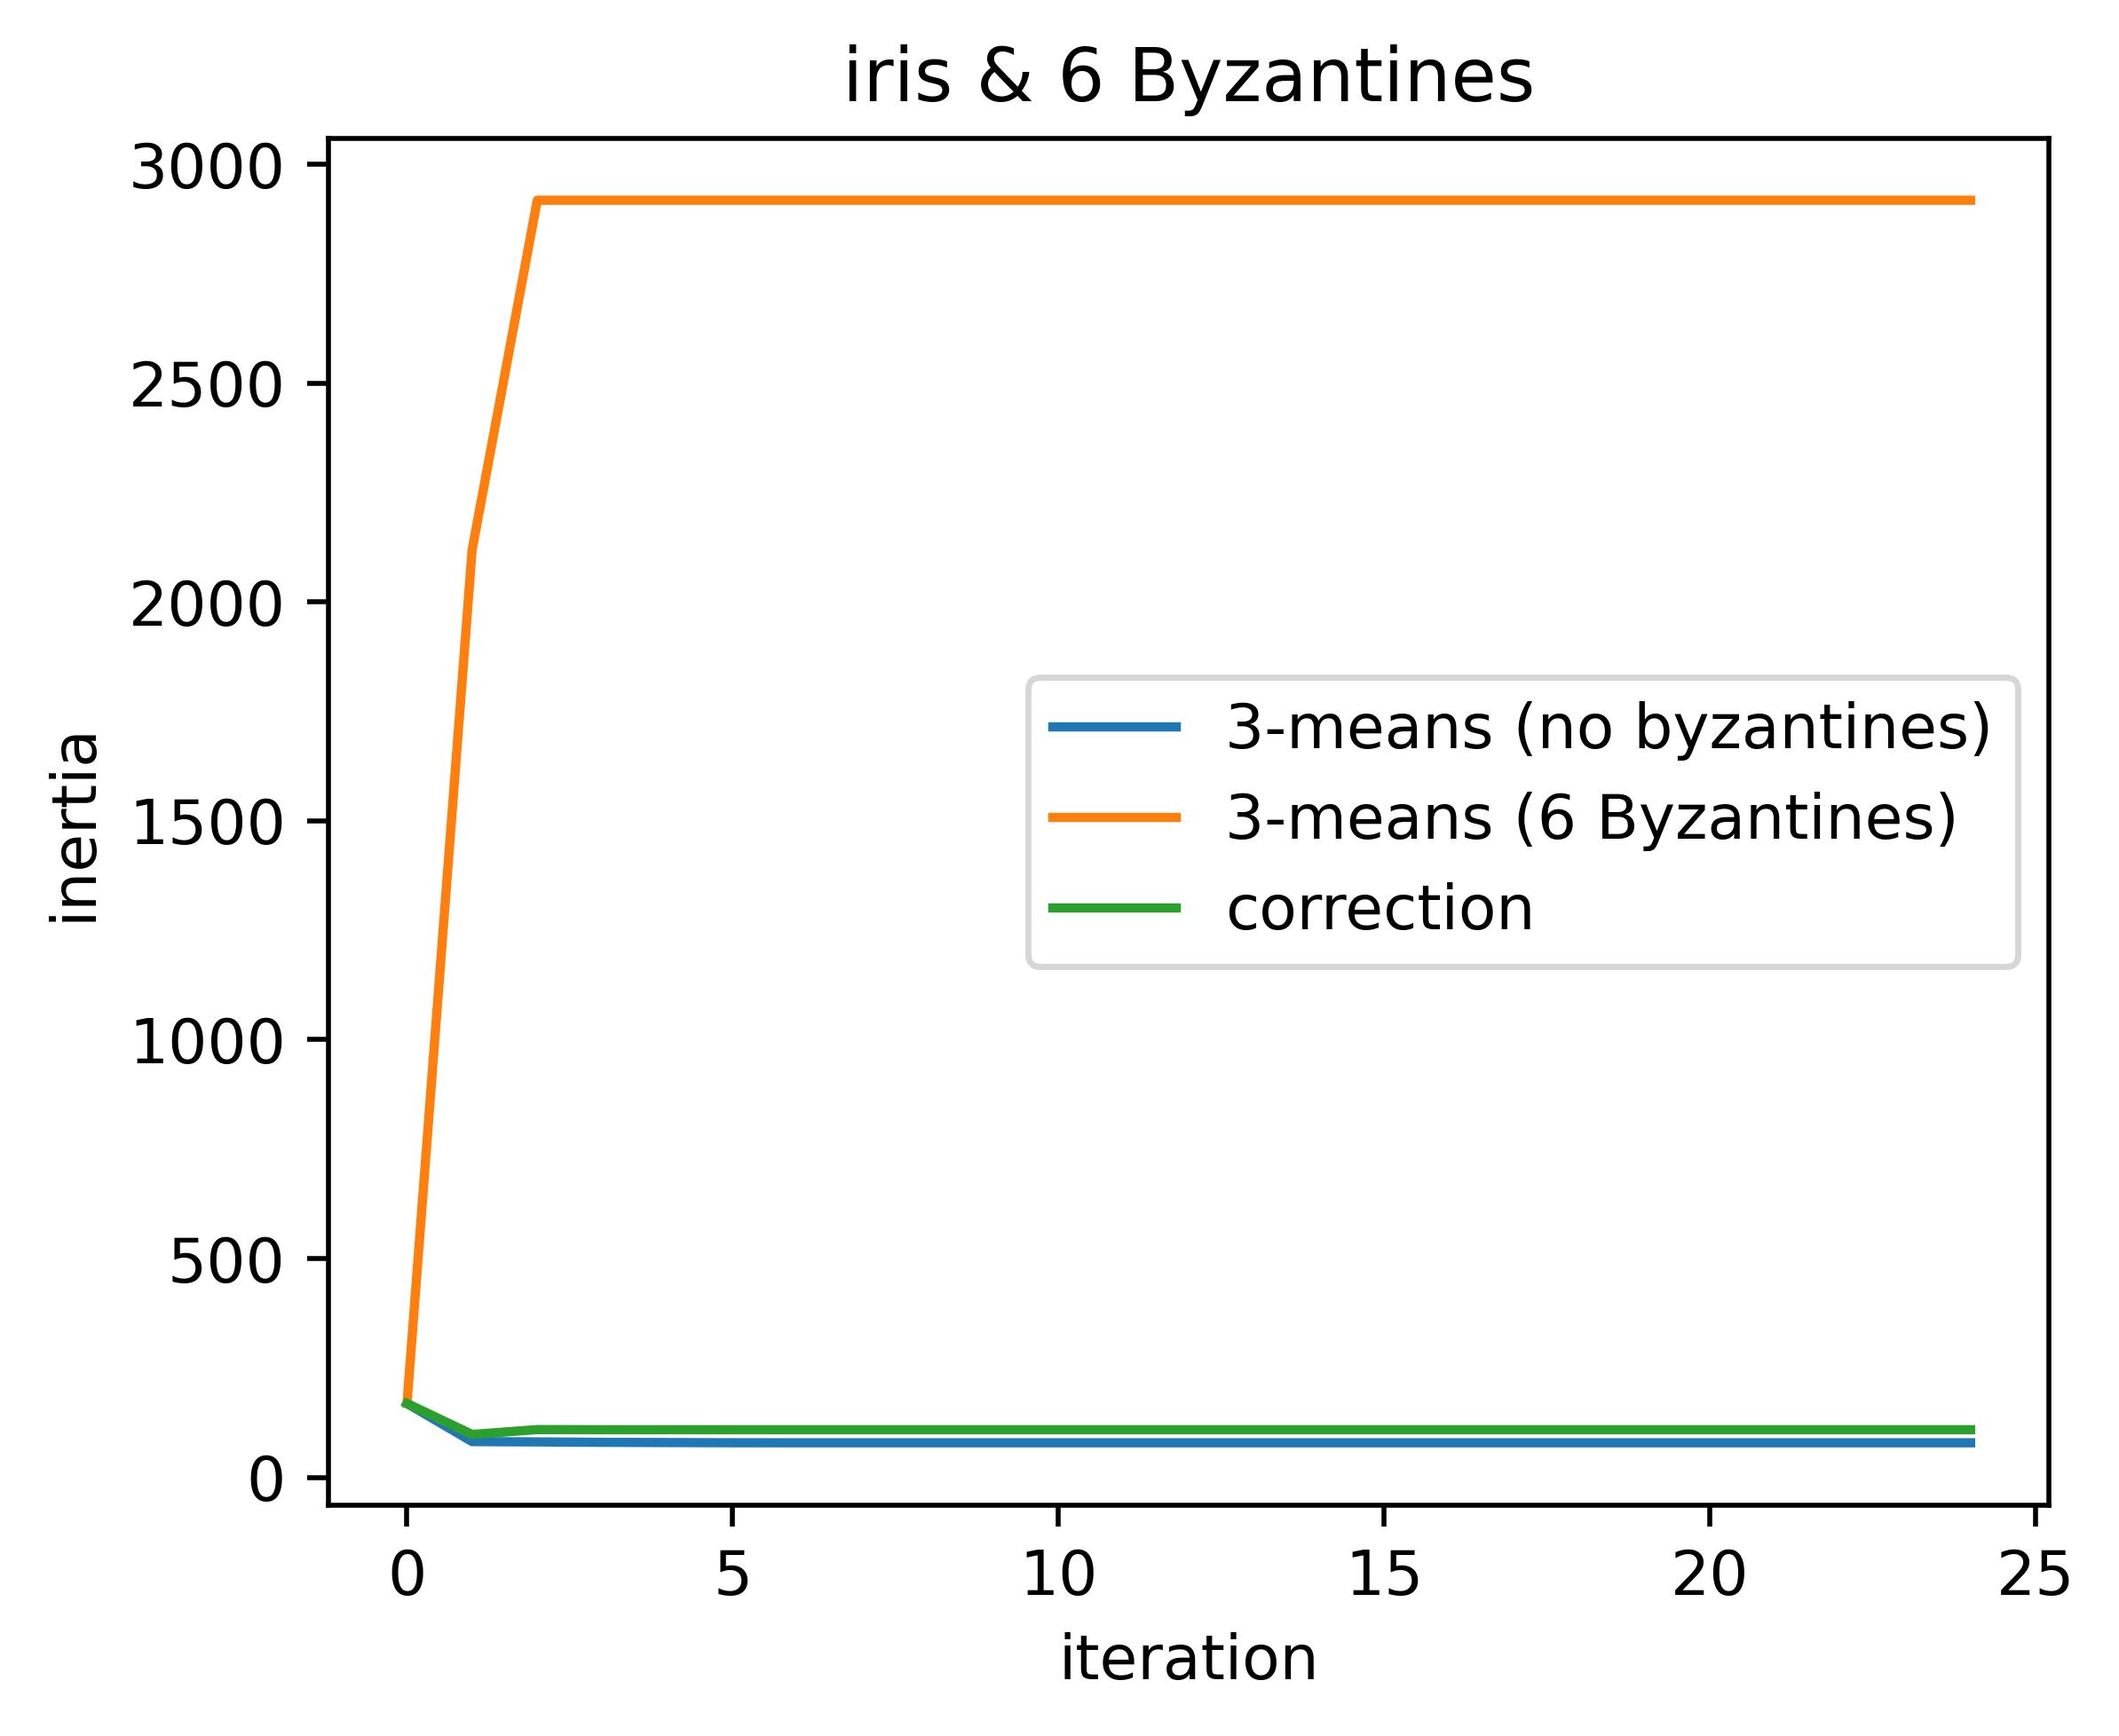 iris & 6 Byzantines
3000
2500
2000
1500
1000
500
0
inertia
3-means (no byzantines)
3-means (6 Byzantines)
correction
0 5 10 15 20 25
iteration